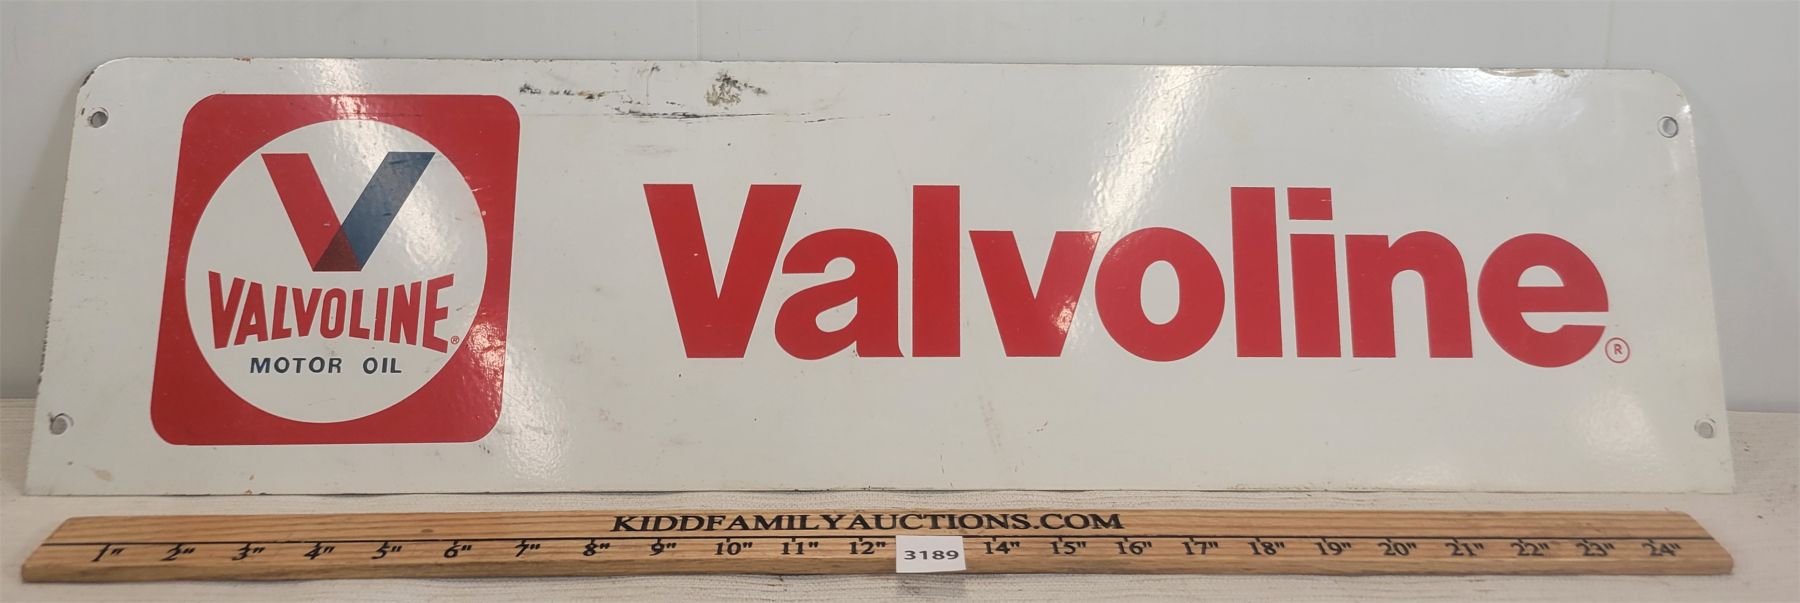 VALVOLINE®
MOTOR OIL
Valvoline®
KIDDFAMILYAUCTIONS.COM
1" 2" 3" 4" 5" 6" 7" 8" 9" 10" 11" 12" 3189 14" 15" 16" 17" 18" 19" 20" 21" 22" 23" 24"